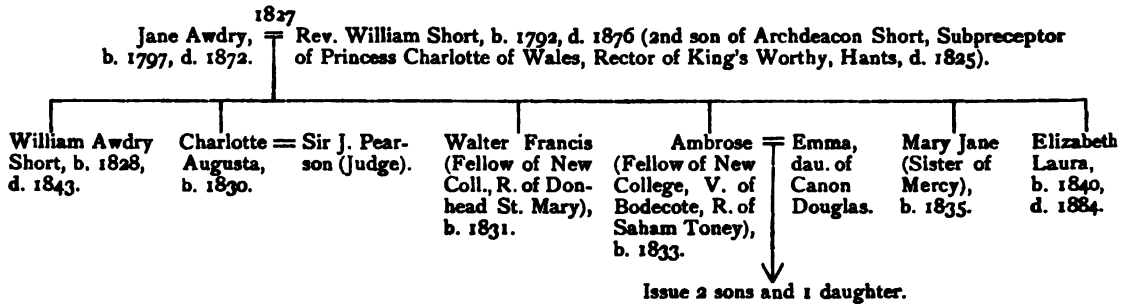 1827
Jane Awdry, = Rev. William Short, b. 1792, d. 1876 (2nd son of Archdeacon Short, Subpreceptor
b. 1797, d. 1872. of Princess Charlotte of Wales, Rector of King's Worthy, Hants, d. 1825).
William Awdry
Short, b. 1828,
d. 1843.
Charlotte = Sir J. Pear-
Augusta, son (Judge).
b. 1830.
Walter Francis
(Fellow of New
Coll., R. of Don-
head St. Mary),
b. 1831.
Ambrose = Emma,
(Fellow of New dau. of
College, V. of Canon
Bodecote, R. of Douglas.
Saham Toney),
b. 1833.
Mary Jane
(Sister of
Mercy),
b. 1835.
Elizabeth
Laura,
b. 1840,
d. 1884.
Issue 2 sons and 1 daughter.